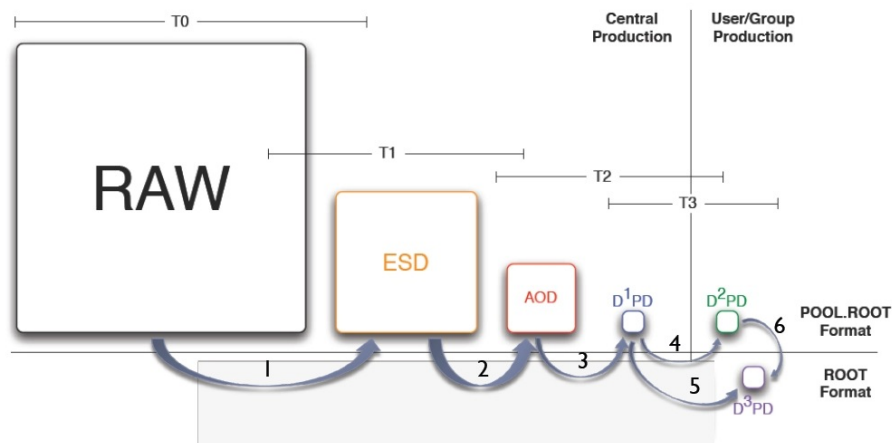 T0
Central
Production
User/Group
Production
T1
T2
T3
RAW
ESD
AOD
D¹PD
D²PD
POOL.ROOT
Format
1
2
3
4
5
6
D³PD
ROOT
Format